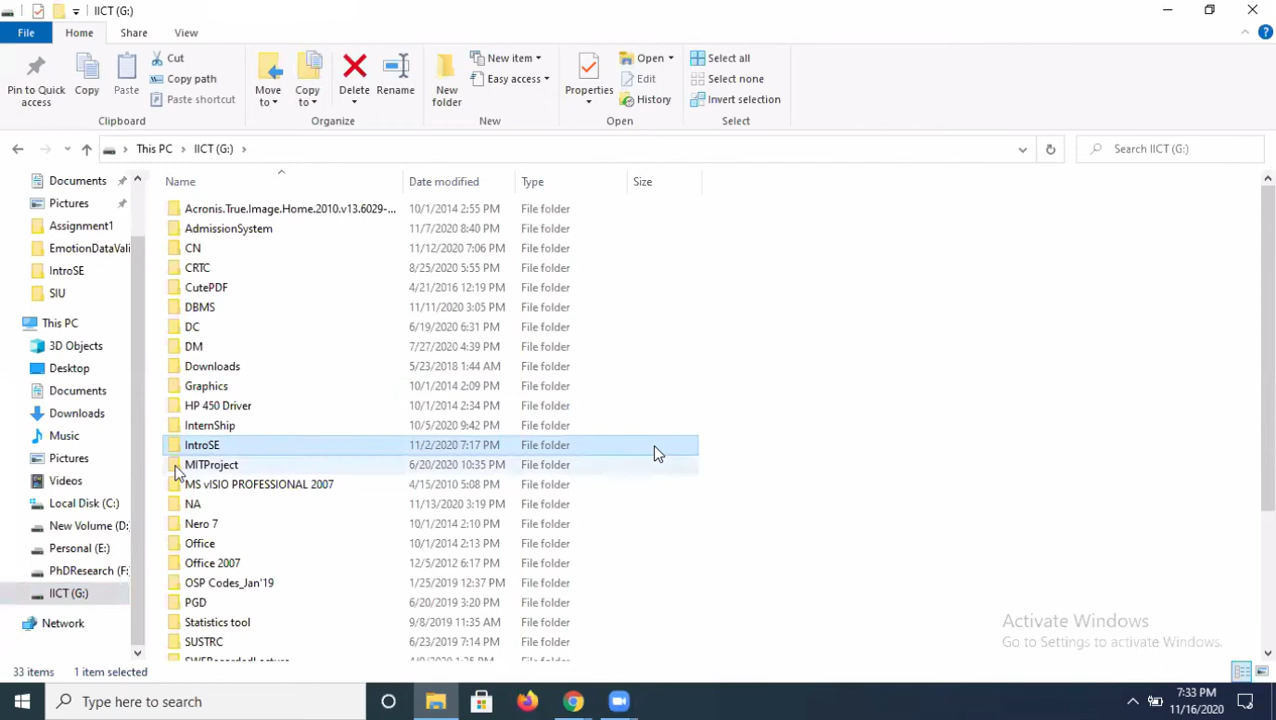 IICT (G:)
File Home Share View
Pin to Quick access
Copy
Paste
Cut
Copy path
Paste shortcut
Clipboard
Move to
Copy to
Delete
Rename
Organize
New folder
New item
Easy access
New
Properties
Open
Edit
History
Open
Select all
Select none
Invert selection
Select
This PC > IICT (G:) >
Search IICT (G:)
Documents
Pictures
Assignment1
EmotionDataVali
IntroSE
SIU
This PC
3D Objects
Desktop
Documents
Downloads
Music
Pictures
Videos
Local Disk (C:)
New Volume (D:
Personal (E:)
PhDResearch (F:
IICT (G:)
Network
Name Date modified Type Size
Acronis.True.Image.Home.2010.v13.6029-... 10/1/2014 2:55 PM File folder
AdmissionSystem 11/7/2020 8:40 PM File folder
CN 11/12/2020 7:06 PM File folder
CRTC 8/25/2020 5:55 PM File folder
CutePDF 4/21/2016 12:19 PM File folder
DBMS 11/11/2020 3:05 PM File folder
DC 6/19/2020 6:31 PM File folder
DM 7/27/2020 4:39 PM File folder
Downloads 5/23/2018 1:44 AM File folder
Graphics 10/1/2014 2:09 PM File folder
HP 450 Driver 10/1/2014 2:34 PM File folder
InternShip 10/5/2020 9:42 PM File folder
IntroSE 11/2/2020 7:17 PM File folder
MITProject 6/20/2020 10:35 PM File folder
MS vISIO PROFESSIONAL 2007 4/15/2010 5:08 PM File folder
NA 11/13/2020 3:19 PM File folder
Nero 7 10/1/2014 2:10 PM File folder
Office 10/1/2014 2:13 PM File folder
Office 2007 12/5/2012 6:17 PM File folder
OSP Codes_Jan'19 1/25/2019 12:37 PM File folder
PGD 6/20/2019 3:20 PM File folder
Statistics tool 9/8/2019 11:35 AM File folder
SUSTRC 6/23/2019 7:14 PM File folder
Activate Windows
Go to Settings to activate Windows.
33 items 1 item selected
Type here to search
7:33 PM
11/16/2020